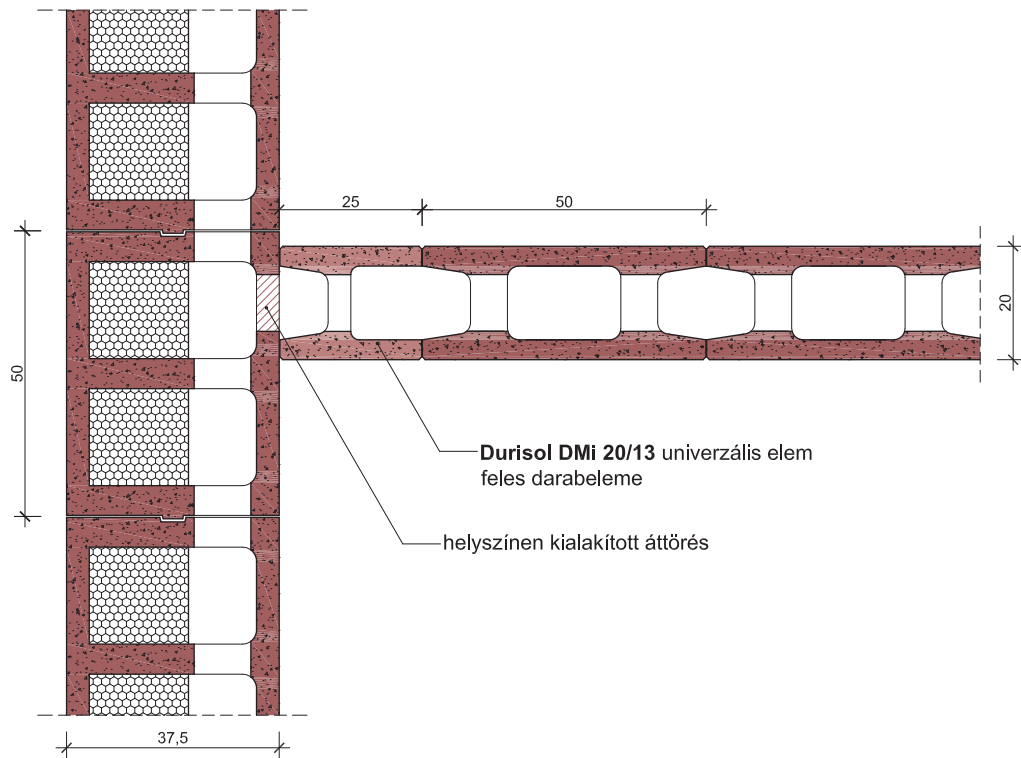 25
50
20
50
Durisol DMi 20/13 univerzális elem
feles darabeleme
helyszínen kialakított áttörés
37,5